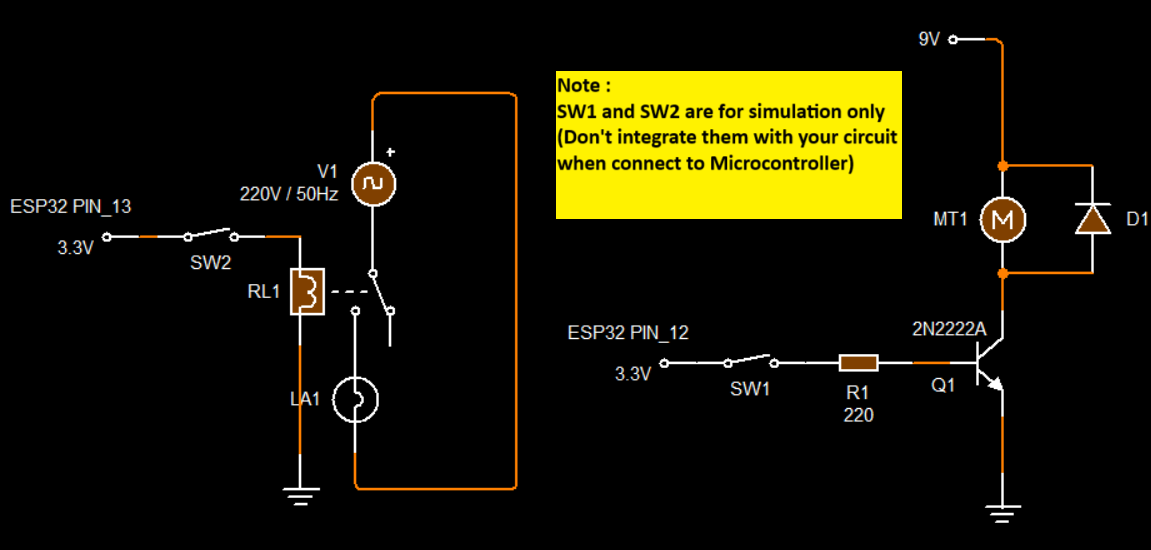 9V
Note :
SW1 and SW2 are for simulation only
(Don't integrate them with your circuit
when connect to Microcontroller)
+
V1
220V / 50Hz
ESP32 PIN_13
3.3V
SW2
RL1
LA1
MT1
M
D1
2N2222A
ESP32 PIN_12
3.3V
SW1
R1
220
Q1